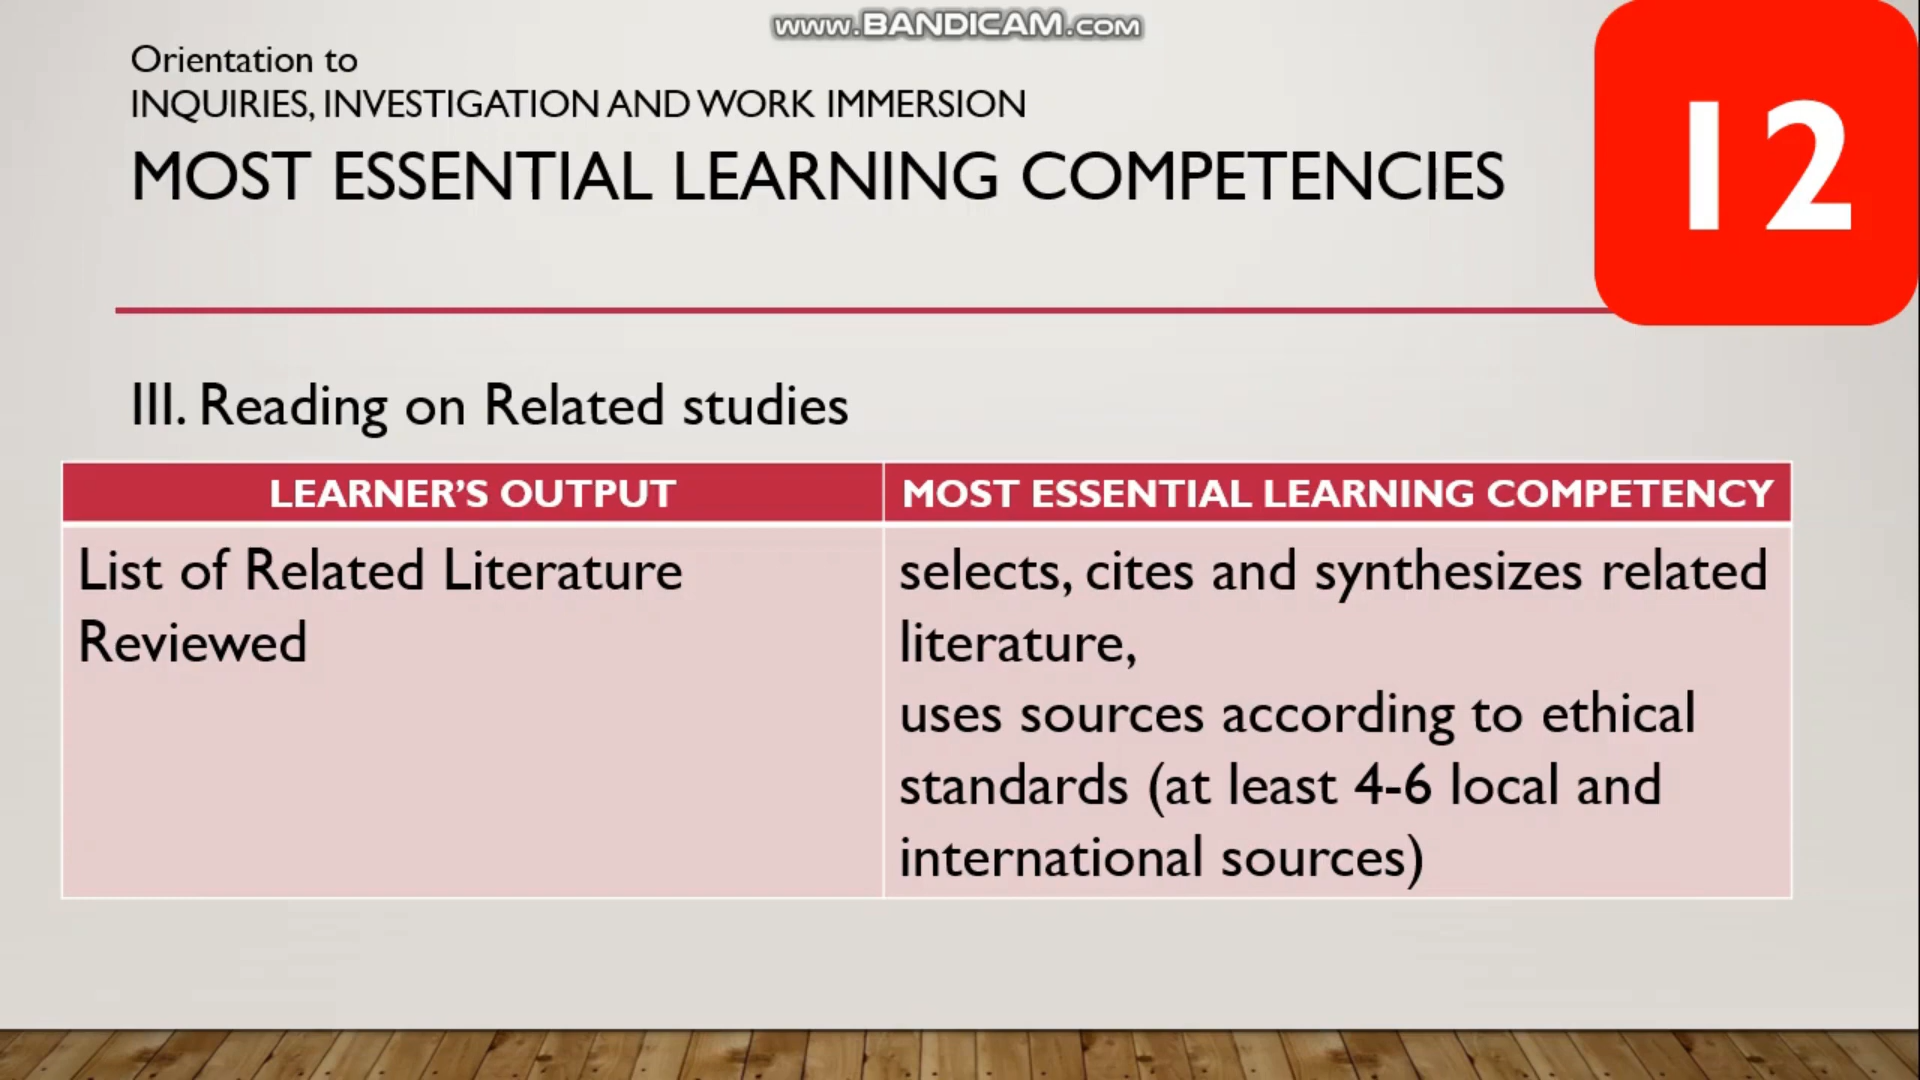 www.BANDICAM.com
Orientation to
INQUIRIES, INVESTIGATION AND WORK IMMERSION
MOST ESSENTIAL LEARNING COMPETENCIES
12
III. Reading on Related studies
LEARNER'S OUTPUT
MOST ESSENTIAL LEARNING COMPETENCY
List of Related Literature
Reviewed
selects, cites and synthesizes related
literature,
uses sources according to ethical
standards (at least 4-6 local and
international sources)